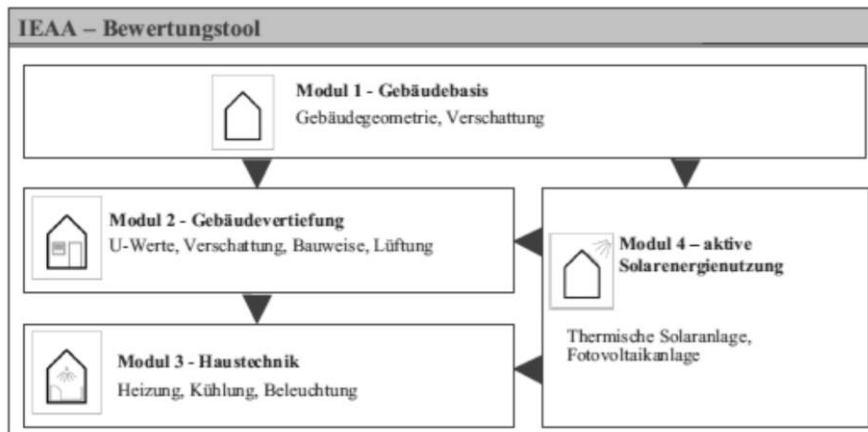 IEAA – Bewertungstool
Modul 1 - Gebäudebasis
Gebäudegeometrie, Verschattung
Modul 2 - Gebäudevertiefung
U-Werte, Verschattung, Bauweise, Lüftung
Modul 3 - Haustechnik
Heizung, Kühlung, Beleuchtung
Modul 4 – aktive
Solarenergienutzung
Thermische Solaranlage,
Fotovoltaikanlage